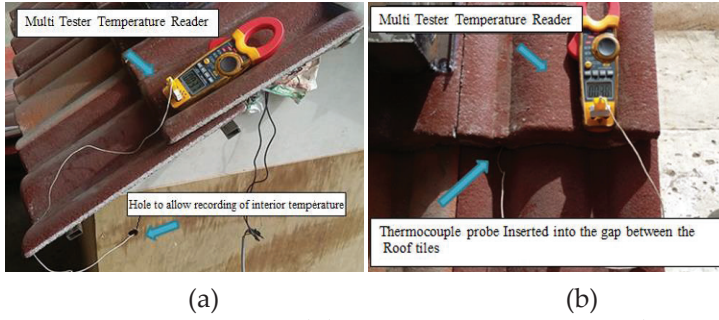 Multi Tester Temperature Reader
Hole to allow recording of interior temperature
(a)
Multi Tester Temperature Reader
Thermocouple probe Inserted into the gap between the
Roof tiles
(b)